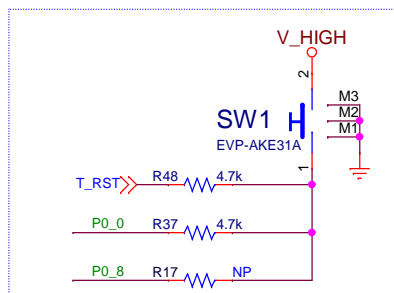 V_HIGH
2
M3
SW1
M2
M1
EVP-AKE31A
1
T_RST
R48
4.7k
P0_0
R37
4.7k
P0_8
R17
NP